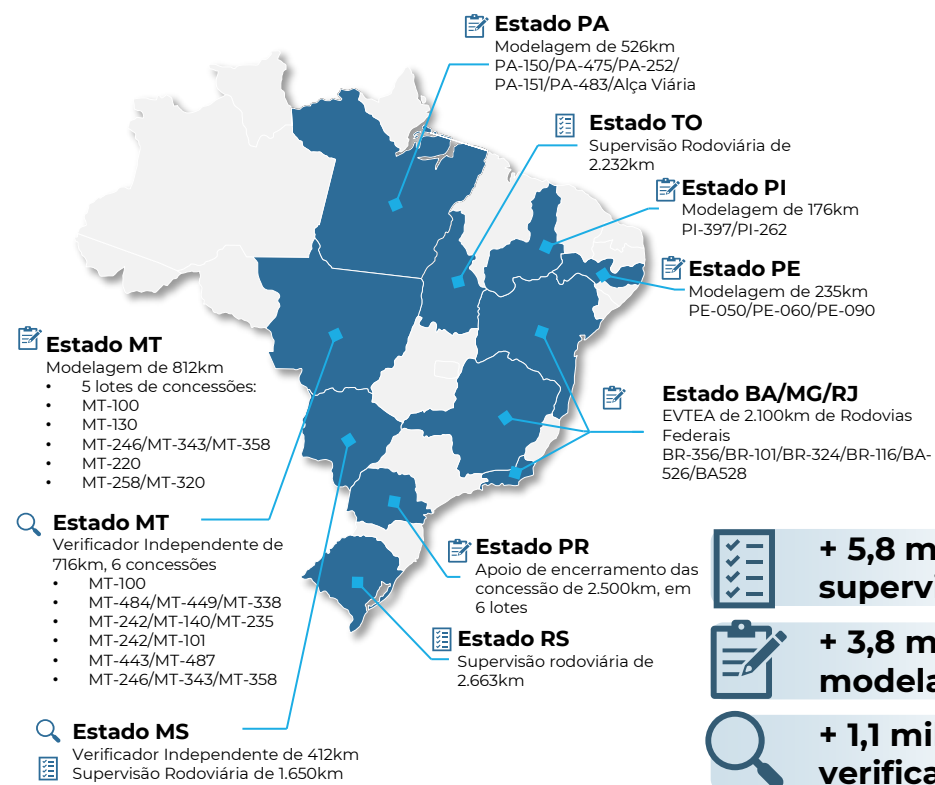 Estado PA
Modelagem de 526km
PA-150/PA-475/PA-252/
PA-151/PA-483/Alça Viária
Estado TO
Supervisão Rodoviária de
2.232km
Estado PI
Modelagem de 176km
PI-397/PI-262
Estado PE
Modelagem de 235km
PE-050/PE-060/PE-090
Estado MT
Modelagem de 812km
• 5 lotes de concessões:
• MT-100
• MT-130
• MT-246/MT-343/MT-358
• MT-220
• MT-258/MT-320
Estado BA/MG/RJ
EVTEA de 2.100km de Rodovias
Federais
BR-356/BR-101/BR-324/BR-116/BA-
526/BA528
Estado MT
Verificador Independente de
716km, 6 concessões
• MT-100
• MT-484/MT-449/MT-338
• MT-242/MT-140/MT-235
• MT-242/MT-101
• MT-443/MT-487
• MT-246/MT-343/MT-358
Estado PR
Apoio de encerramento das
concessão de 2.500km, em
6 lotes
Estado RS
Supervisão rodoviária de
2.663km
Estado MS
Verificador Independente de 412km
Supervisão Rodoviária de 1.650km
+ 5,8 m
supervi
+ 3,8 m
modela
+ 1,1 mi
verifica